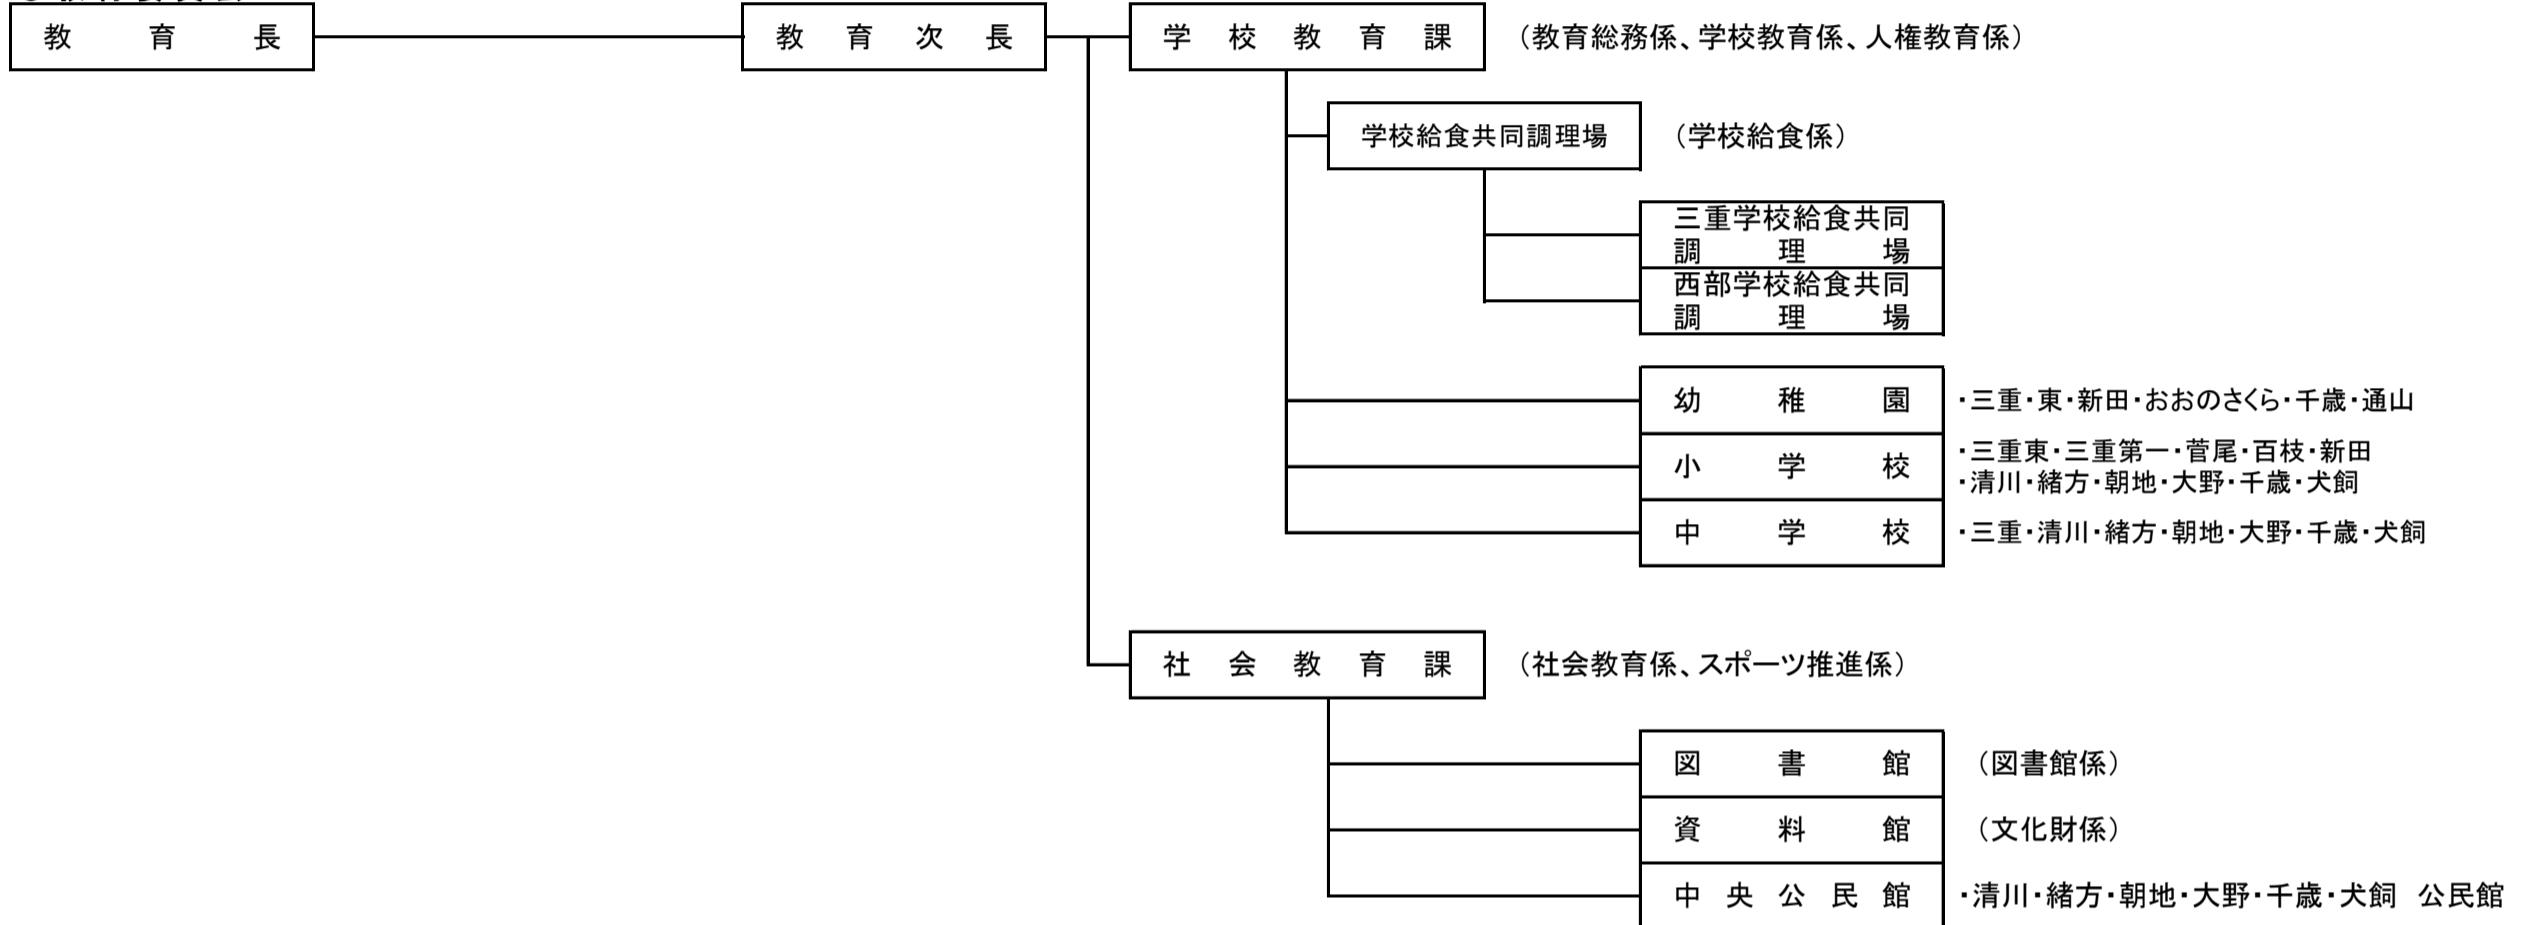 教育長
教育次長
学校教育課
（教育総務係、学校教育係、人権教育係）
学校給食共同調理場
（学校給食係）
三重学校給食共同
調理場
西部学校給食共同
調理場
幼稚園
・三重・東・新田・おおのさくら・千歳・通山
小学校
・三重東・三重第一・菅尾・百枝・新田
・清川・緒方・朝地・大野・千歳・犬飼
中学校
・三重・清川・緒方・朝地・大野・千歳・犬飼
社会教育課
（社会教育係、スポーツ推進係）
図書館
（図書館係）
資料館
（文化財係）
中央公民館
・清川・緒方・朝地・大野・千歳・犬飼　公民館